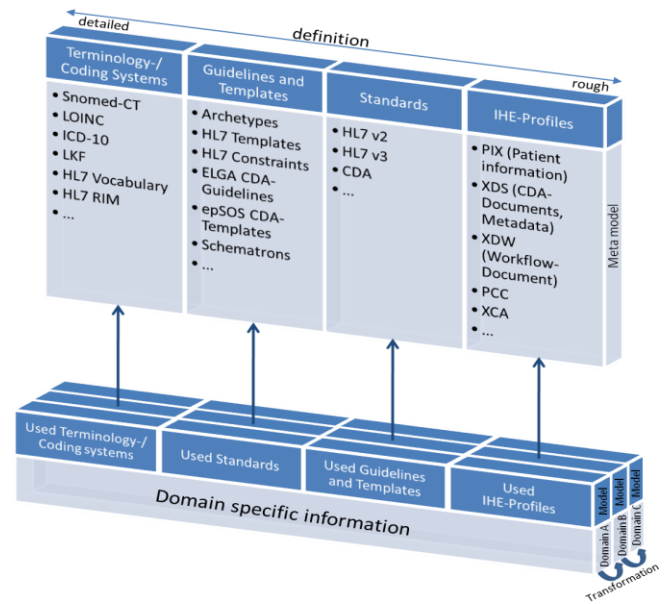 detailed
definition
rough
Terminology-/
Coding Systems
• Snomed-CT
• LOINC
• ICD-10
• LKF
• HL7 Vocabulary
• HL7 RIM
• ...
Guidelines and
Templates
• Archetypes
• HL7 Templates
• HL7 Constraints
• ELGA CDA-
Guidelines
• epSOS CDA-
Templates
• Schematrons
• ...
Standards
• HL7 v2
• HL7 v3
• CDA
• ...
IHE-Profiles
• PIX (Patient
information)
• XDS (CDA-
Documents,
Metadata)
• XDW
(Workflow-
Document)
• PCC
• XCA
• ...
Meta model
Used Terminology-/
Coding systems
Used Standards
Used Guidelines
and Templates
Used
IHE-Profiles
Domain specific information
Model
Model
Model
Domain A
Domain B
Domain C
Transformation